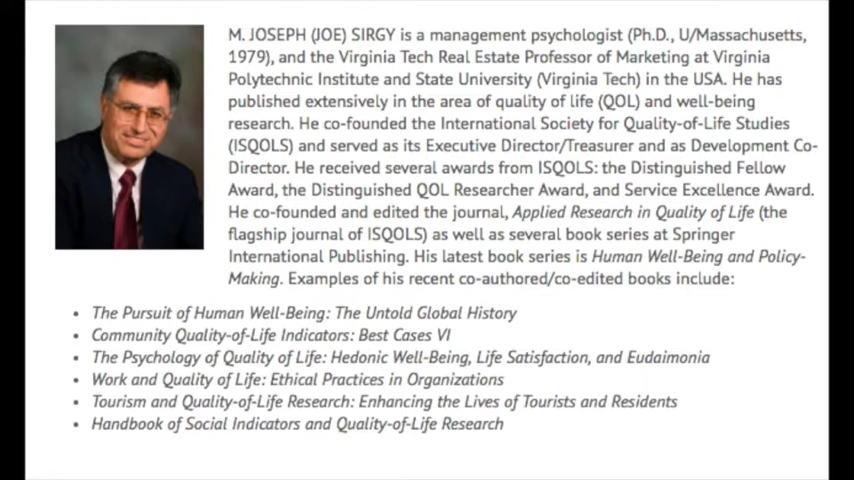 M. JOSEPH (JOE) SIRGY is a management psychologist (Ph.D., U/Massachusetts,
1979), and the Virginia Tech Real Estate Professor of Marketing at Virginia
Polytechnic Institute and State University (Virginia Tech) in the USA. He has
published extensively in the area of quality of life (QOL) and well-being
research. He co-founded the International Society for Quality-of-Life Studies
(ISQOLS) and served as its Executive Director/Treasurer and as Development Co-
Director. He received several awards from ISQOLS: the Distinguished Fellow
Award, the Distinguished QOL Researcher Award, and Service Excellence Award.
He co-founded and edited the journal, Applied Research in Quality of Life (the
flagship journal of ISQOLS) as well as several book series at Springer
International Publishing. His latest book series is Human Well-Being and Policy-
Making. Examples of his recent co-authored/co-edited books include:
• The Pursuit of Human Well-Being: The Untold Global History
• Community Quality-of-Life Indicators: Best Cases VI
• The Psychology of Quality of Life: Hedonic Well-Being, Life Satisfaction, and Eudaimonia
• Work and Quality of Life: Ethical Practices in Organizations
• Tourism and Quality-of-Life Research: Enhancing the Lives of Tourists and Residents
• Handbook of Social Indicators and Quality-of-Life Research